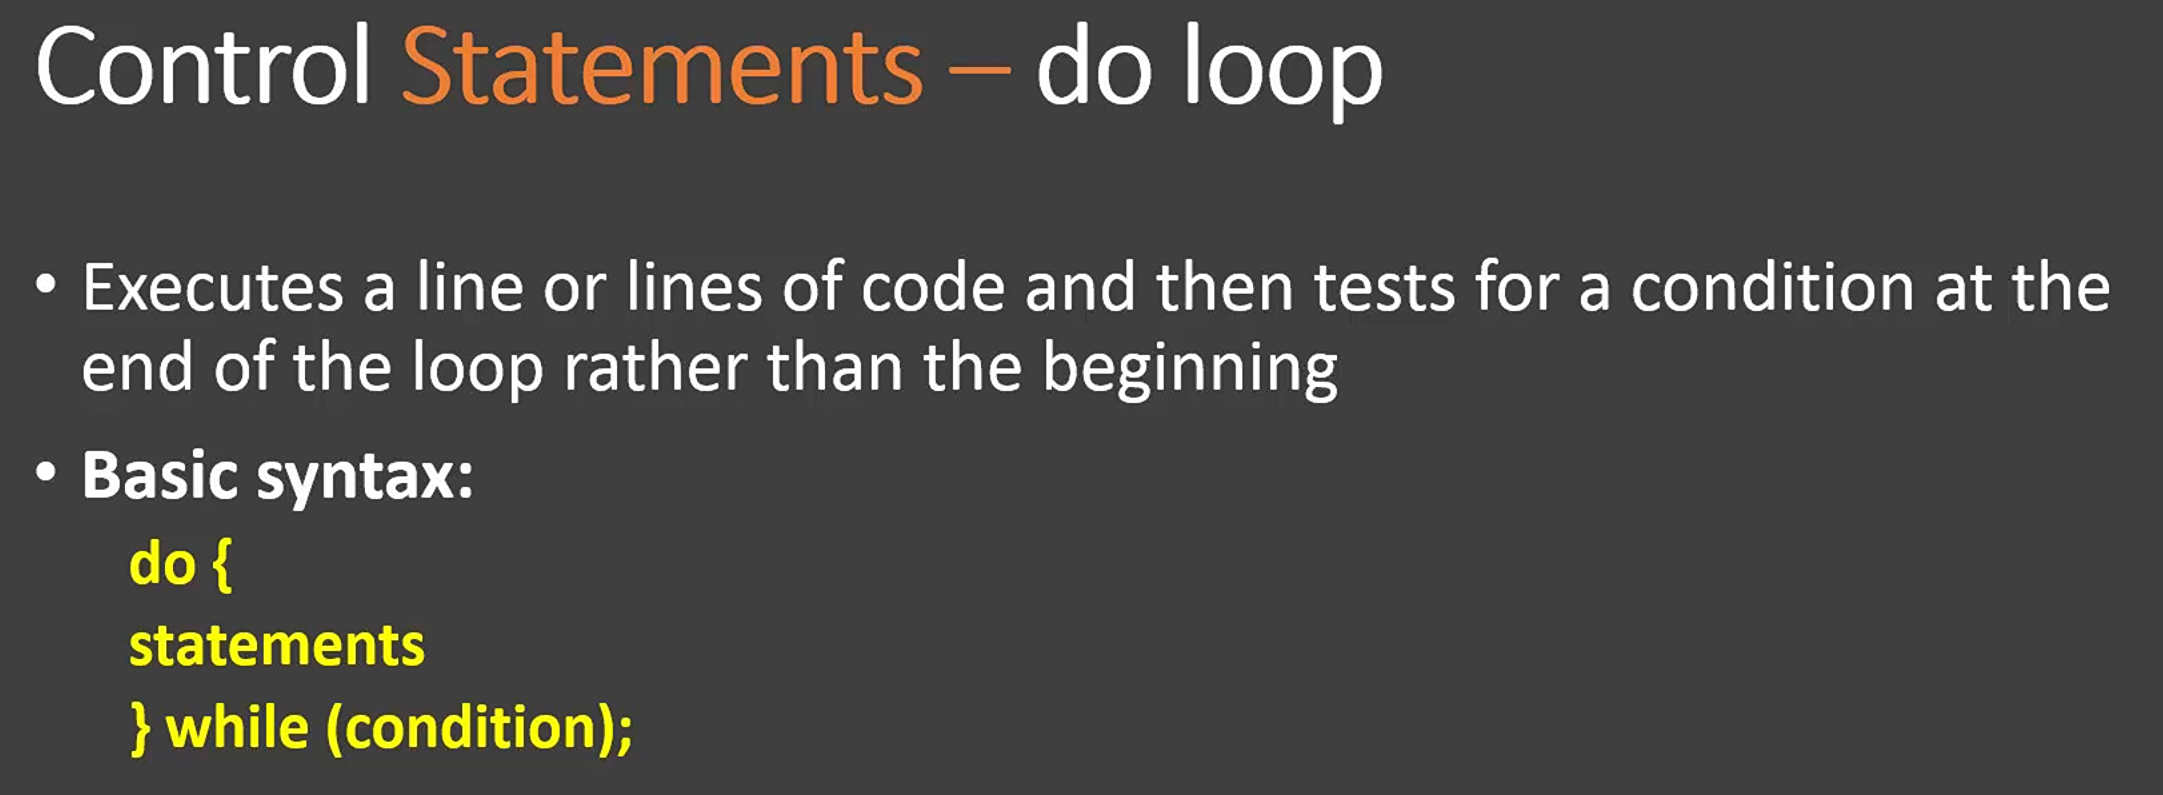 Control Statements – do loop
• Executes a line or lines of code and then tests for a condition at the
end of the loop rather than the beginning
• Basic syntax:
do {
statements
} while (condition);